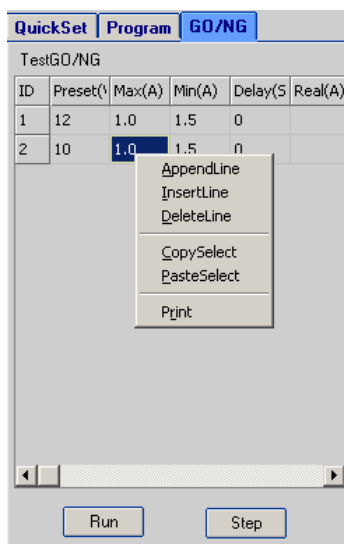 QuickSet Program GO/NG
TestGO/NG
ID Preset(V Max(A) Min(A) Delay(S Real(A)
1 12 1.0 1.5 0
2 10 1.0 1.5 0
AppendLine
InsertLine
DeleteLine
CopySelect
PasteSelect
Print
Run Step